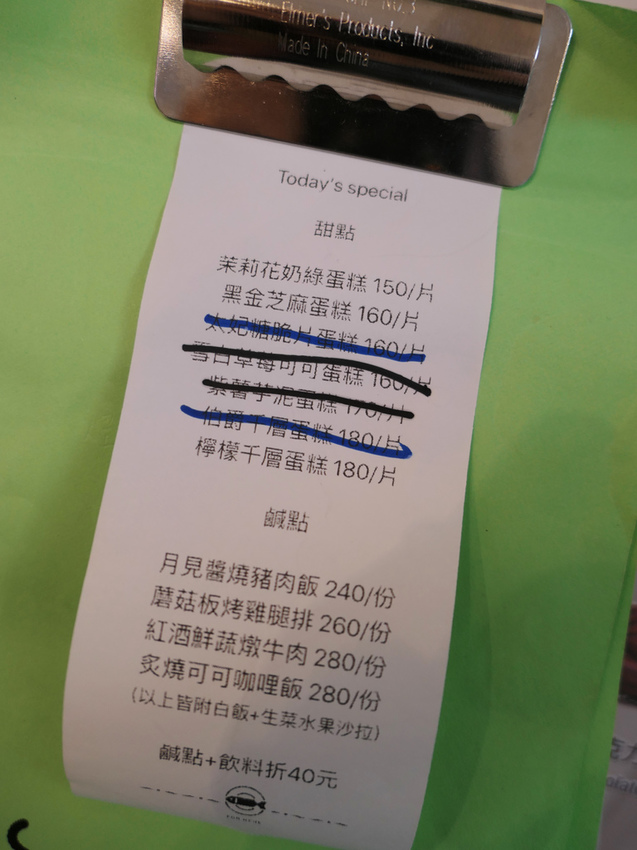 Elmer's Products, Inc
Made In China
Today's special
甜點
茉莉花奶綠蛋糕 150/片
黑金芝麻蛋糕 160/片
太妃糖脆片蛋糕 160/片
雪白草莓可可蛋糕 160/片
紫薯芋泥蛋糕 170/片
伯爵千層蛋糕 180/片
檸檬千層蛋糕 180/片
鹹點
月見醬燒豬肉飯 240/份
蘑菇板烤雞腿排 260/份
紅酒鮮蔬燉牛肉 280/份
炙燒可可咖哩飯 280/份
(以上皆附白飯+生菜水果沙拉)
鹹點+飲料折40元